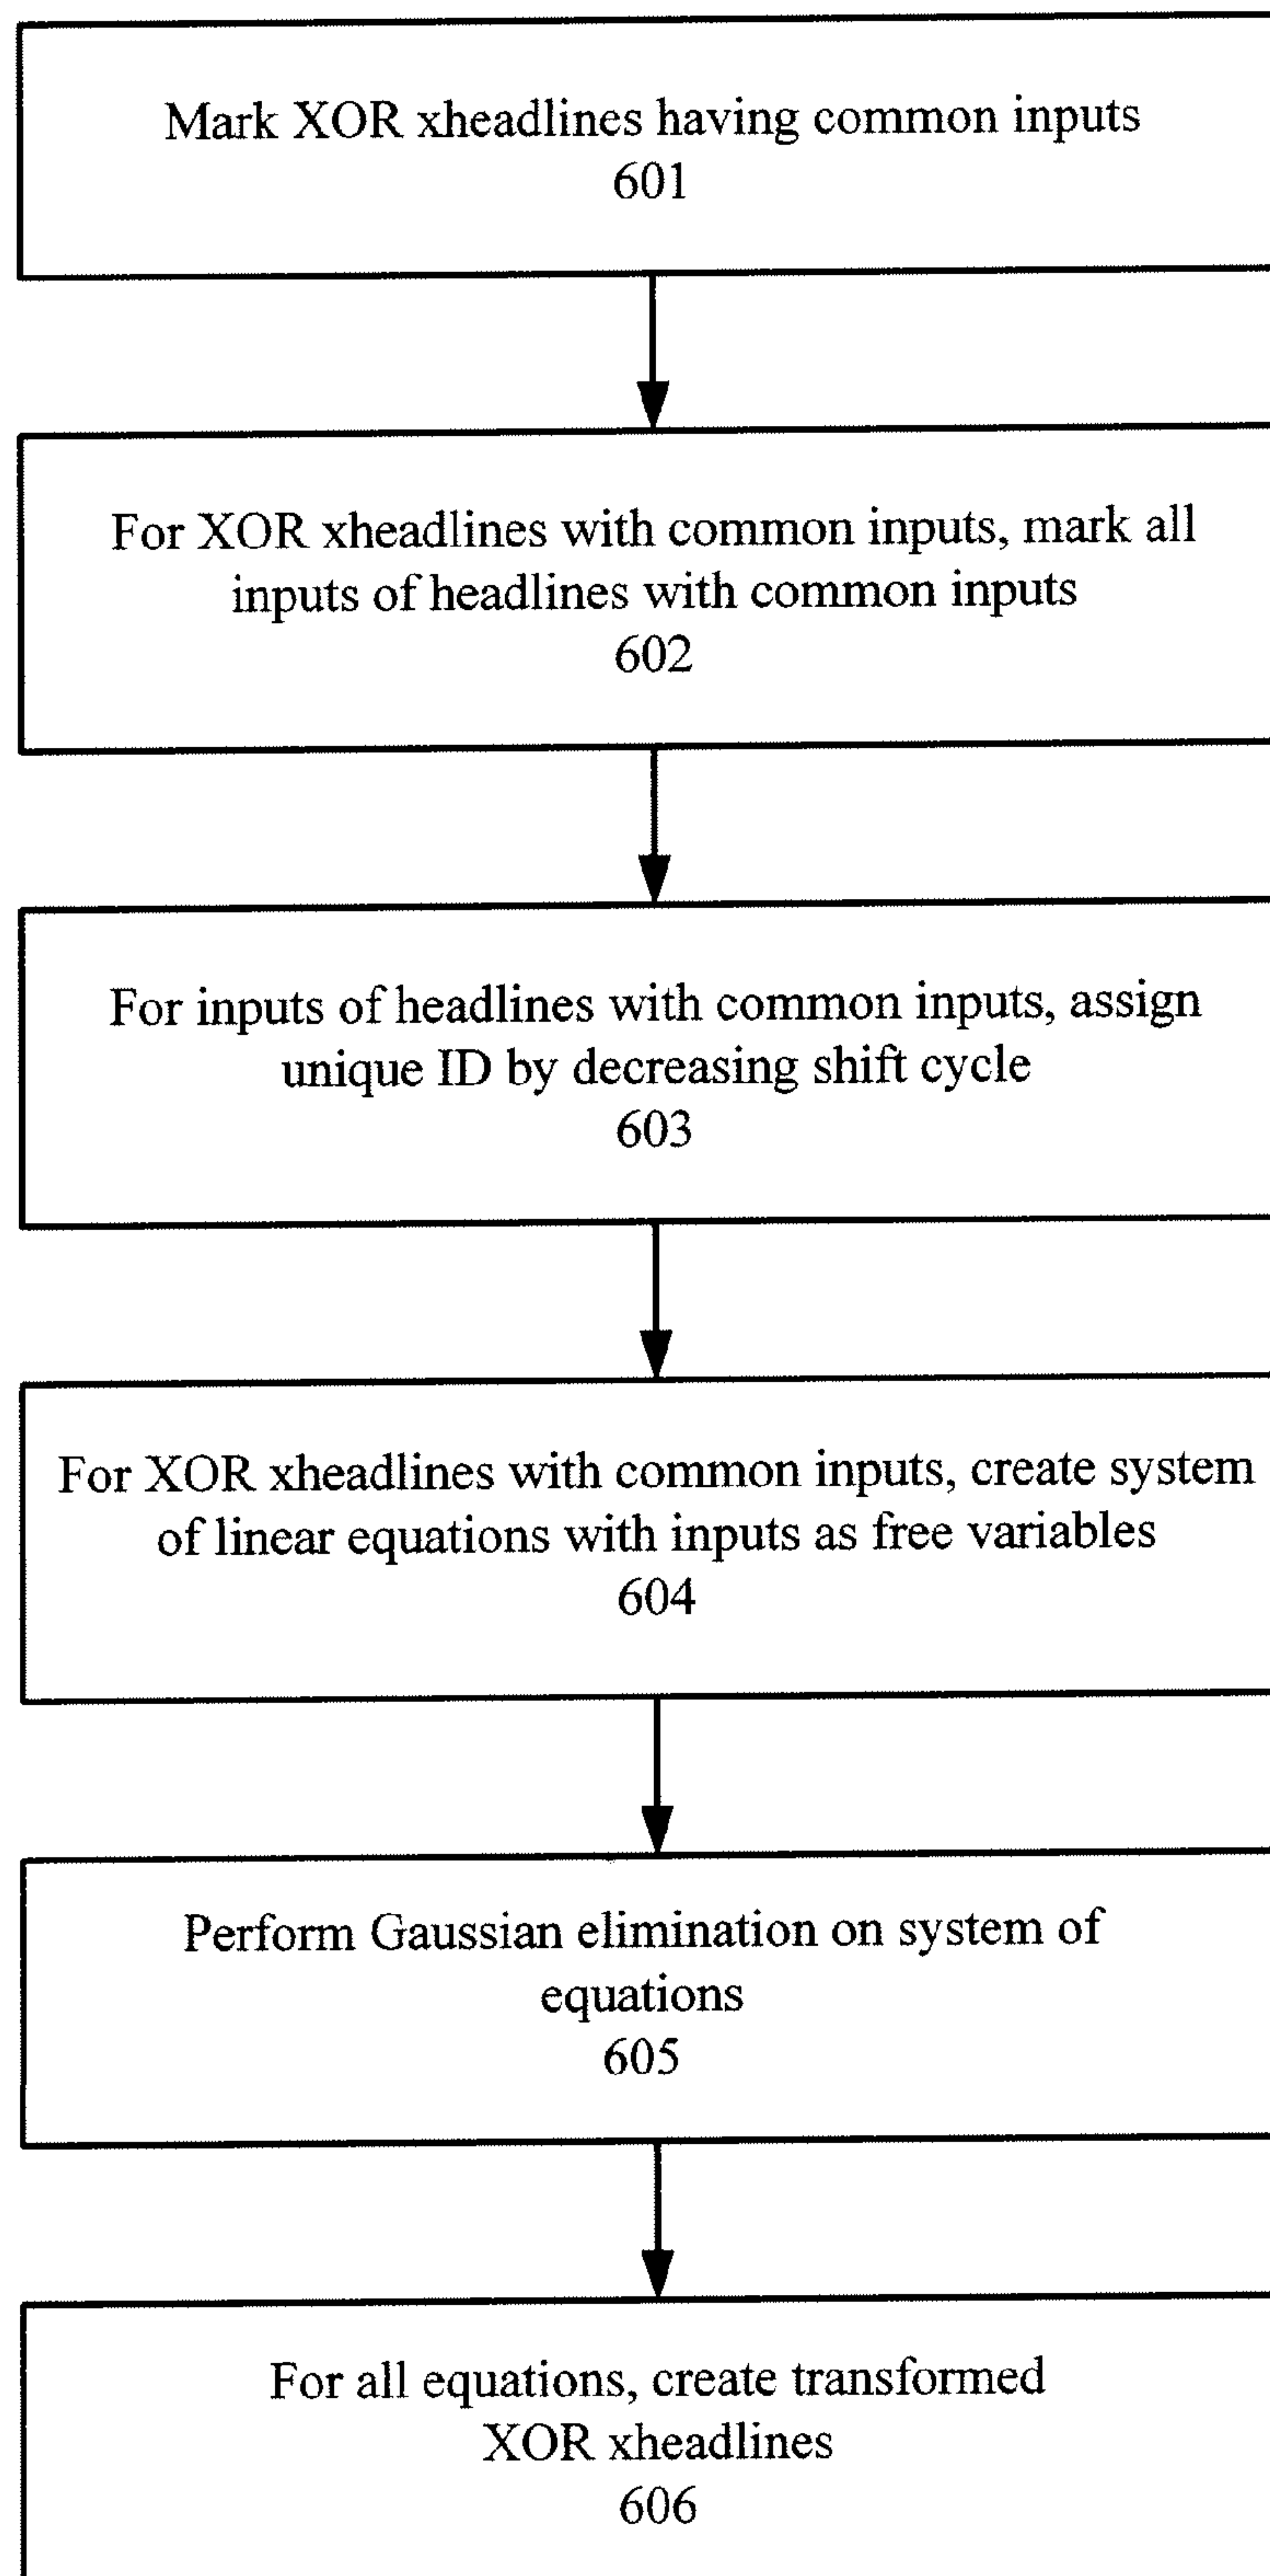 Mark XOR xheadlines having common inputs
601
For XOR xheadlines with common inputs, mark all
inputs of headlines with common inputs
602
For inputs of headlines with common inputs, assign
unique ID by decreasing shift cycle
603
For XOR xheadlines with common inputs, create system
of linear equations with inputs as free variables
604
Perform Gaussian elimination on system of
equations
605
For all equations, create transformed
XOR xheadlines
606